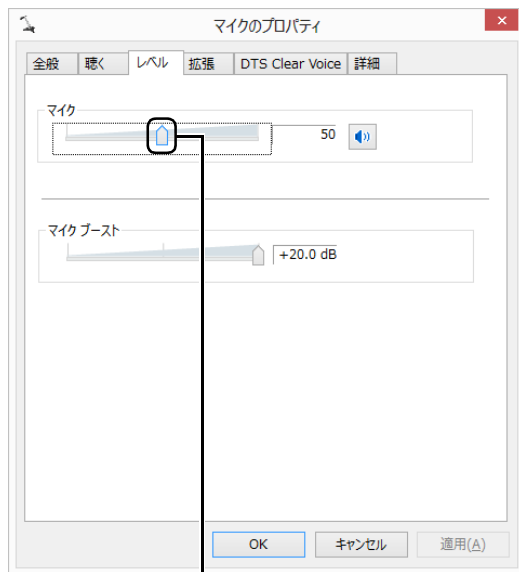 マイクのプロパティ
全般 聴く レベル 拡張 DTS Clear Voice 詳細
マイク
50
マイク ブースト
+20.0 dB
OK キャンセル 適用(A)